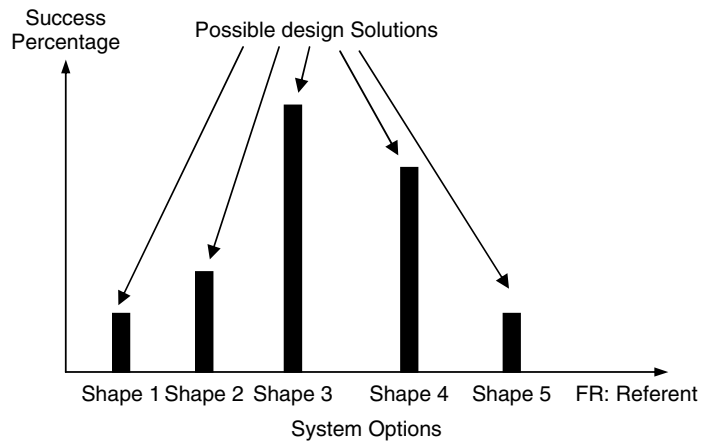 Success
Percentage
Possible design Solutions
Shape 1 Shape 2 Shape 3 Shape 4 Shape 5 FR: Referent
System Options